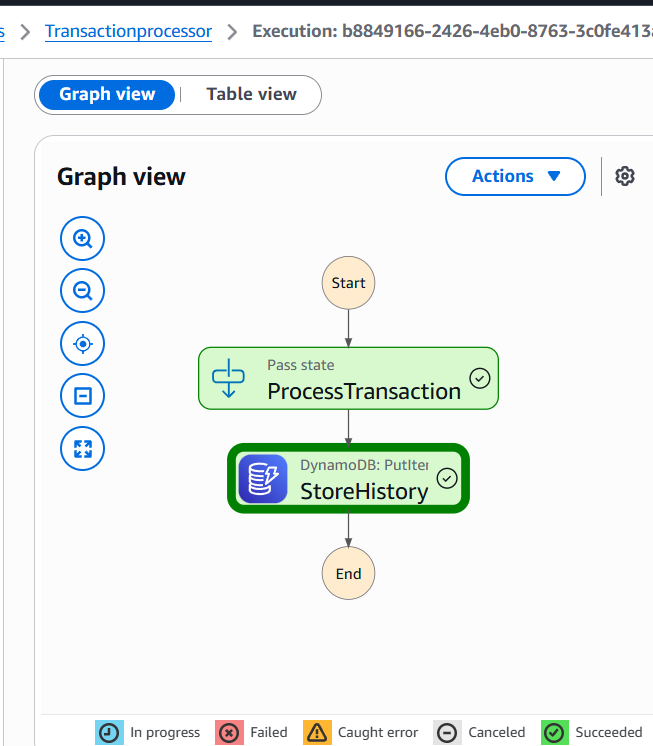 s > Transactionprocessor > Execution: b8849166-2426-4eb0-8763-3c0fe413
Graph view | Table view
Graph view
Actions
Start
Pass state
ProcessTransaction
DynamoDB: PutIter
StoreHistory
End
In progress Failed Caught error Canceled Succeeded